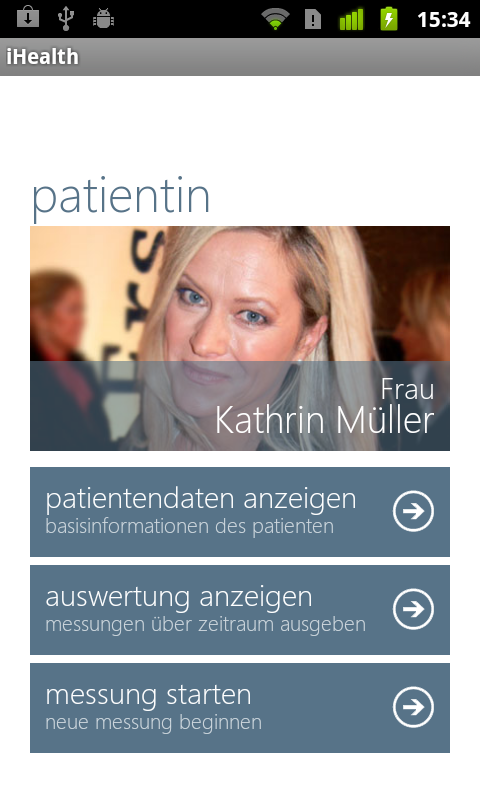 15:34
iHealth
patientin
Frau
Kathrin Müller
patientendaten anzeigen
basisinformationen des patienten
auswertung anzeigen
messungen über zeitraum ausgeben
messung starten
neue messung beginnen